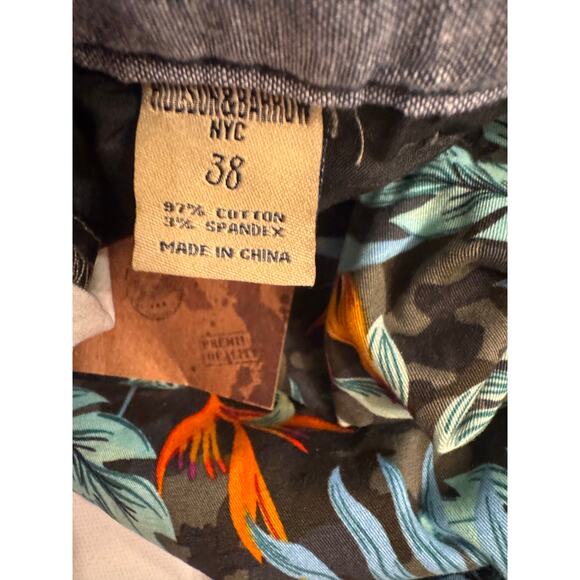 HUDSON&BARROW
NYC
38
97% COTTON
3% SPANDEX
MADE IN CHINA